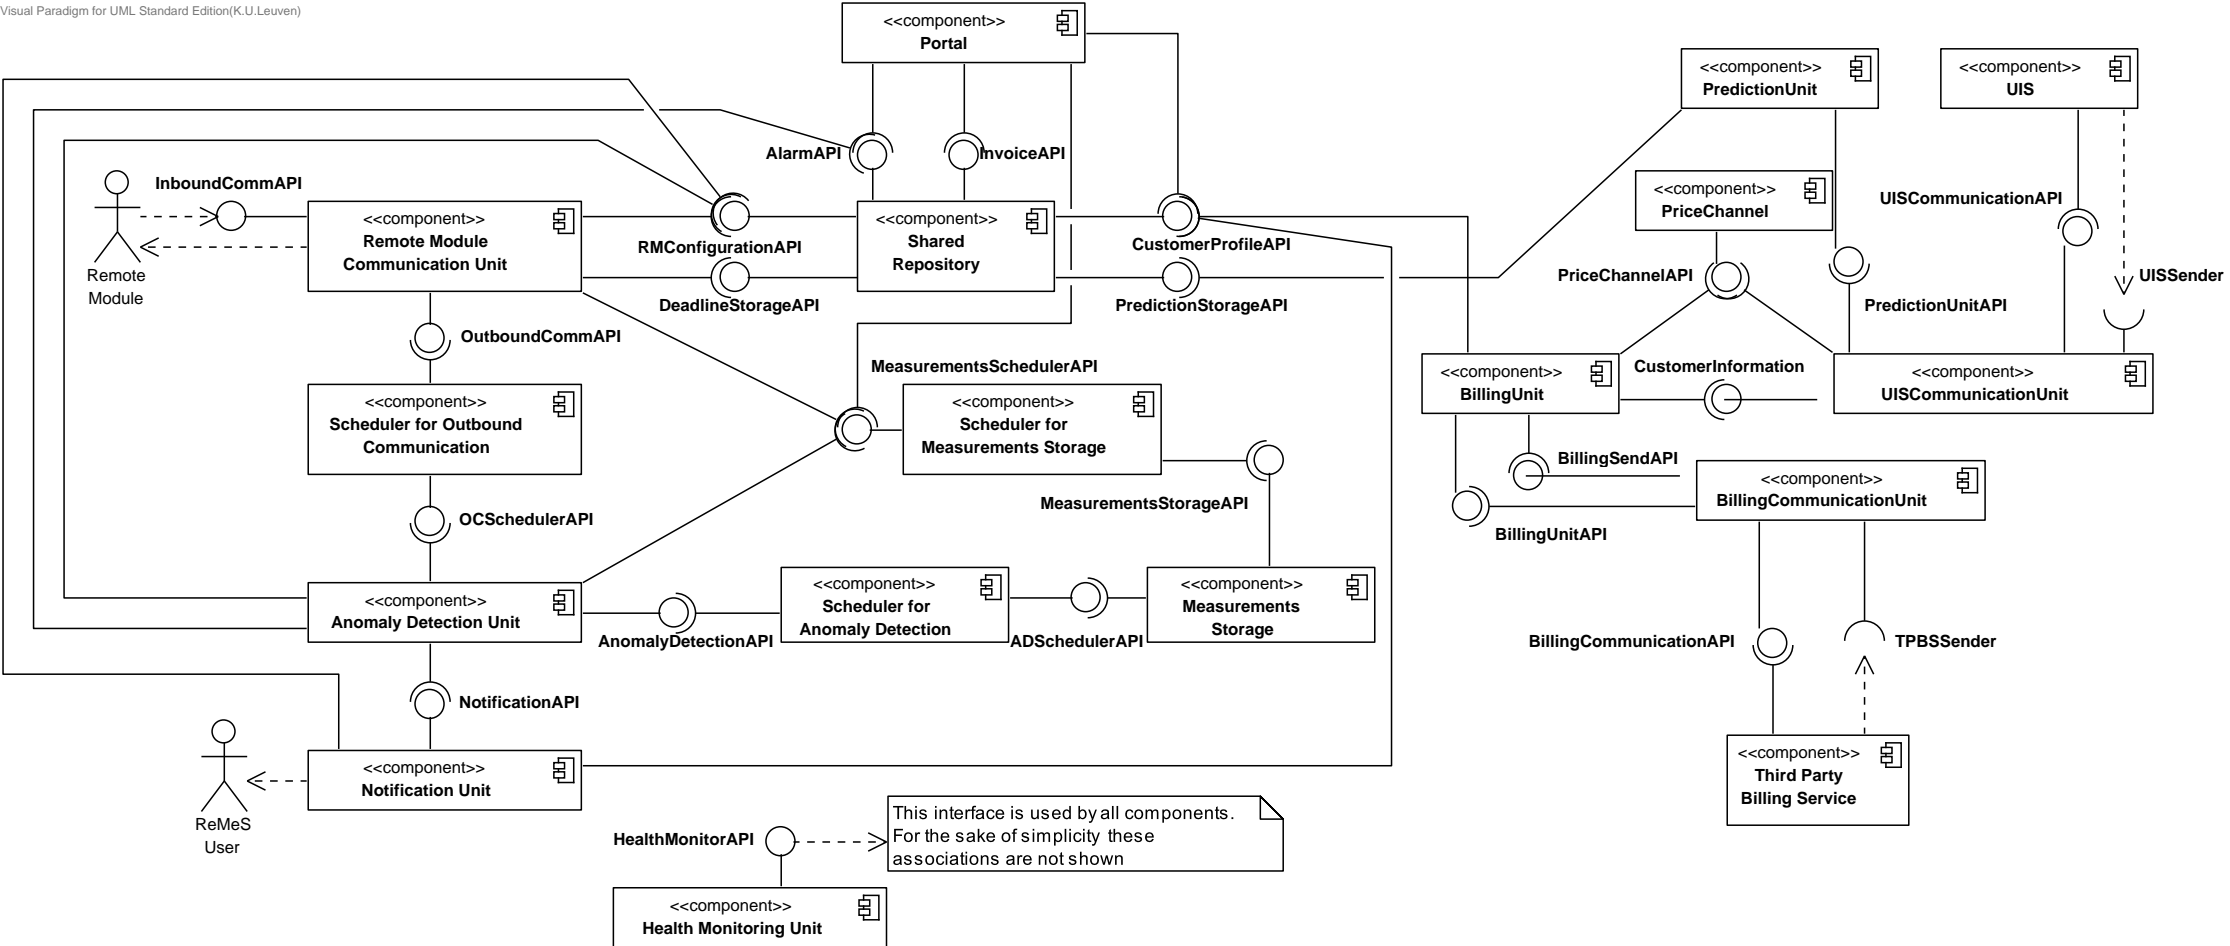 Visual Paradigm for UML Standard Edition(K.U.Leuven)
<<component>>
Portal
<<component>>
PredictionUnit
<<component>>
UIS
AlarmAPI
InvoiceAPI
InboundCommAPI
<<component>>
Remote Module
Communication Unit
RMConfigurationAPI
<<component>>
Shared
Repository
CustomerProfileAPI
<<component>>
PriceChannel
UISCommunicationAPI
Remote
Module
DeadlineStorageAPI
PredictionStorageAPI
PriceChannelAPI
PredictionUnitAPI
UISSender
OutboundCommAPI
MeasurementsSchedulerAPI
<<component>>
BillingUnit
CustomerInformation
<<component>>
UISCommunicationUnit
<<component>>
Scheduler for Outbound
Communication
<<component>>
Scheduler for
Measurements Storage
BillingSendAPI
<<component>>
BillingCommunicationUnit
MeasurementsStorageAPI
OCSchedulerAPI
BillingUnitAPI
<<component>>
Anomaly Detection Unit
AnomalyDetectionAPI
<<component>>
Scheduler for
Anomaly Detection
ADSchedulerAPI
<<component>>
Measurements
Storage
BillingCommunicationAPI
TPBSSender
NotificationAPI
<<component>>
Notification Unit
ReMeS
User
<<component>>
Third Party
Billing Service
HealthMonitorAPI
This interface is used by all components.
For the sake of simplicity these
associations are not shown
<<component>>
Health Monitoring Unit